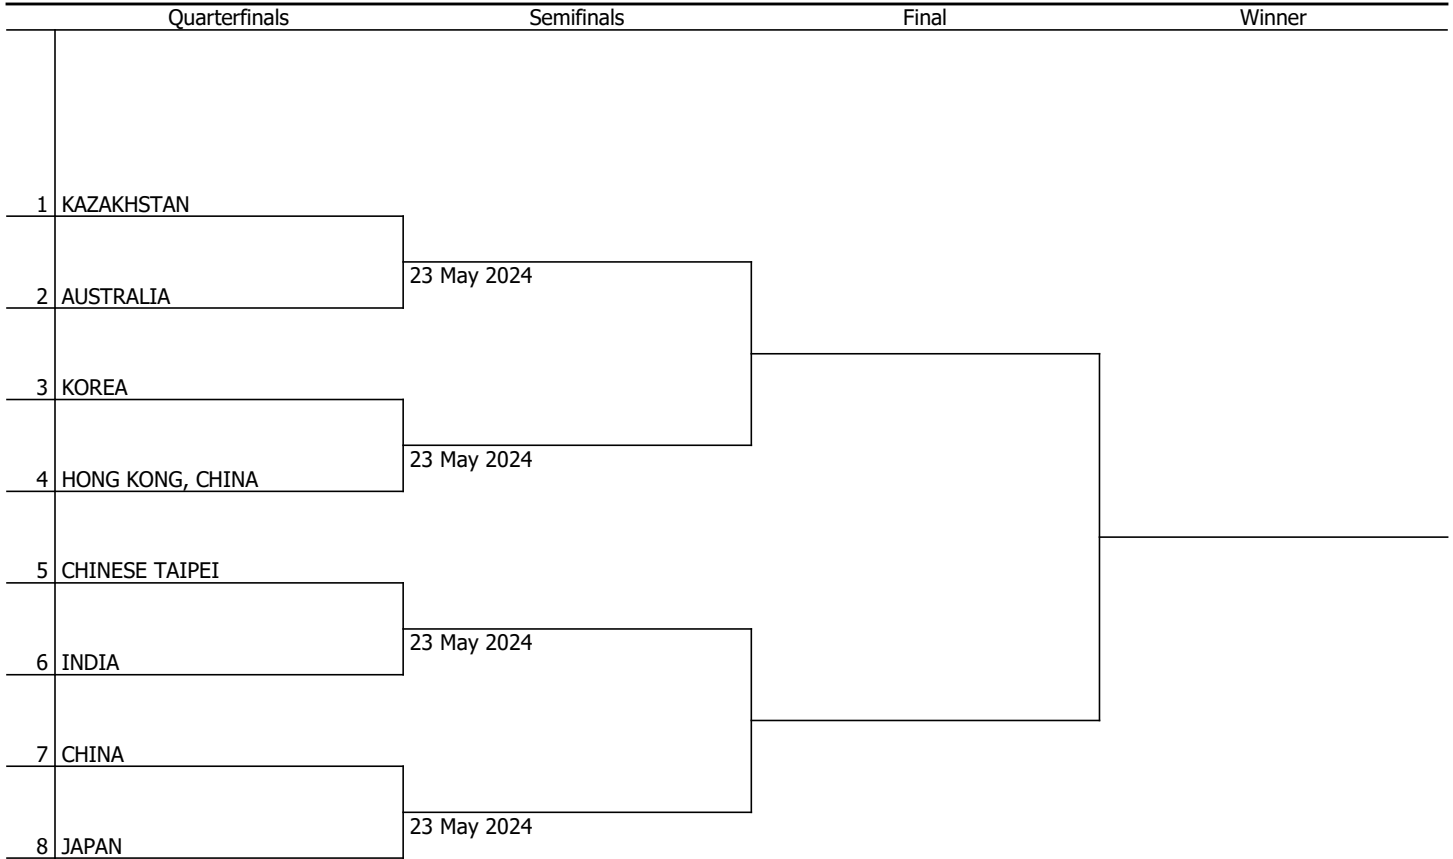 Quarterfinals Semifinals Final Winner
1 KAZAKHSTAN
23 May 2024
2 AUSTRALIA
3 KOREA
23 May 2024
4 HONG KONG, CHINA
5 CHINESE TAIPEI
23 May 2024
6 INDIA
7 CHINA
23 May 2024
8 JAPAN